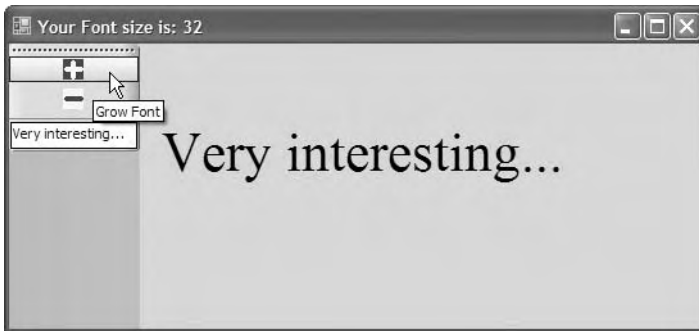 Your Font size is: 32
Grow Font
Very interesting...
Very interesting...